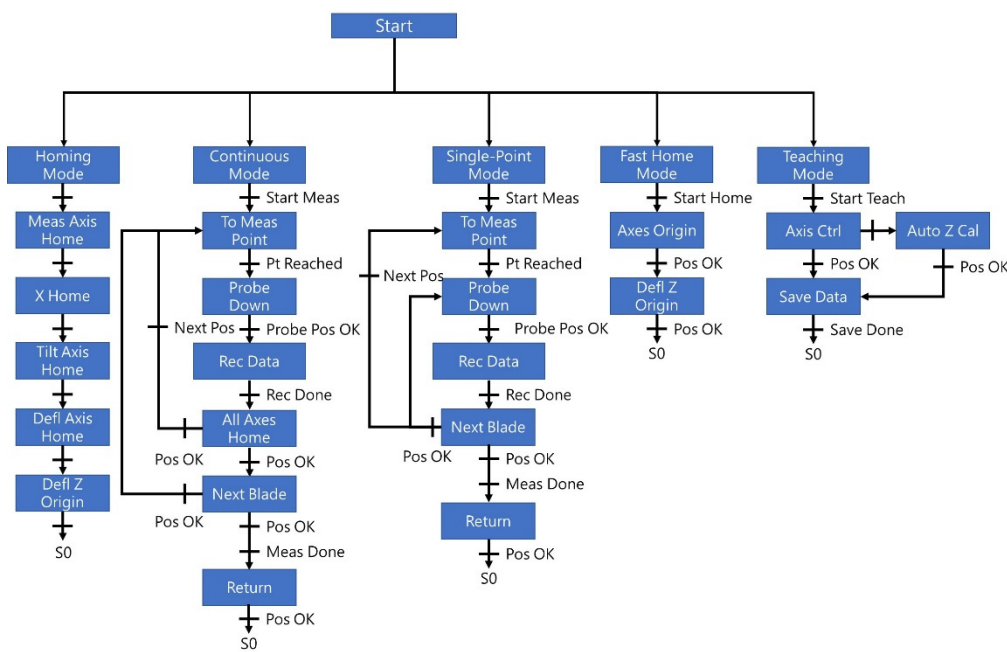 Start
Homing
Mode
Meas Axis
Home
X Home
Tilt Axis
Home
Defl Axis
Home
Defl Z
Origin
S0
Continuous
Mode
Start Meas
To Meas
Point
Pt Reached
Probe
Down
Next Pos
Probe Pos OK
Rec Data
Rec Done
All Axes
Home
Pos OK
Pos OK
Next Blade
Pos OK
Pos OK
Meas Done
Return
Pos OK
S0
Single-Point
Mode
Start Meas
To Meas
Point
Pt Reached
Next Pos
Probe
Down
Probe Pos OK
Rec Data
Rec Done
Next Blade
Pos OK
Pos OK
Meas Done
Return
Pos OK
S0
Fast Home
Mode
Start Home
Axes Origin
Pos OK
Defl Z
Origin
Pos OK
S0
Teaching
Mode
Start Teach
Axis Ctrl
Auto Z Cal
Pos OK
Pos OK
Save Data
Save Done
S0